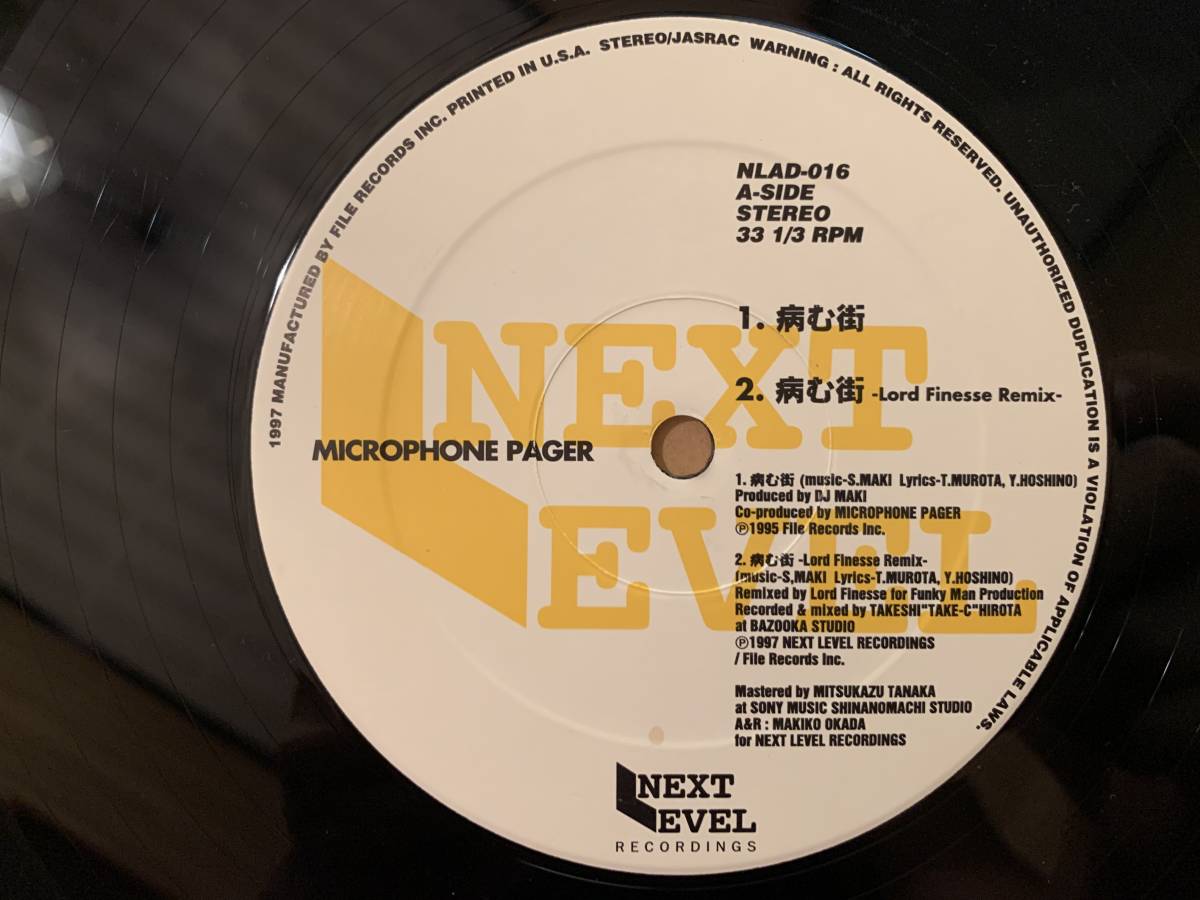 1997 MANUFACTURED BY FILE RECORDS INC. PRINTED IN U.S.A. STEREO/JASRAC WARNING : ALL RIGHTS RESERVED. UNAUTHORIZED DUPLICATION IS A VIOLATION OF APPLICABLE LAWS.
NLAD-016
A-SIDE
STEREO
33 1/3 RPM
1. 病む街
2. 病む街 -Lord Finesse Remix-
NEXT
LEVEL
MICROPHONE PAGER
1. 病む街 (music-S.MAKI Lyrics-T.MUROTA, Y.HOSHINO)
Produced by DJ MAKI
Co-produced by MICROPHONE PAGER
℗1995 File Records Inc.
2. 病む街 -Lord Finesse Remix-
(music-S,MAKI Lyrics-T.MUROTA, Y.HOSHINO)
Remixed by Lord Finesse for Funky Man Production
Recorded & mixed by TAKESHI"TAKE-C"HIROTA
at BAZOOKA STUDIO
℗1997 NEXT LEVEL RECORDINGS
/ File Records Inc.
Mastered by MITSUKAZU TANAKA
at SONY MUSIC SHINANOMACHI STUDIO
A&R : MAKIKO OKADA
for NEXT LEVEL RECORDINGS
NEXT
LEVEL
RECORDINGS